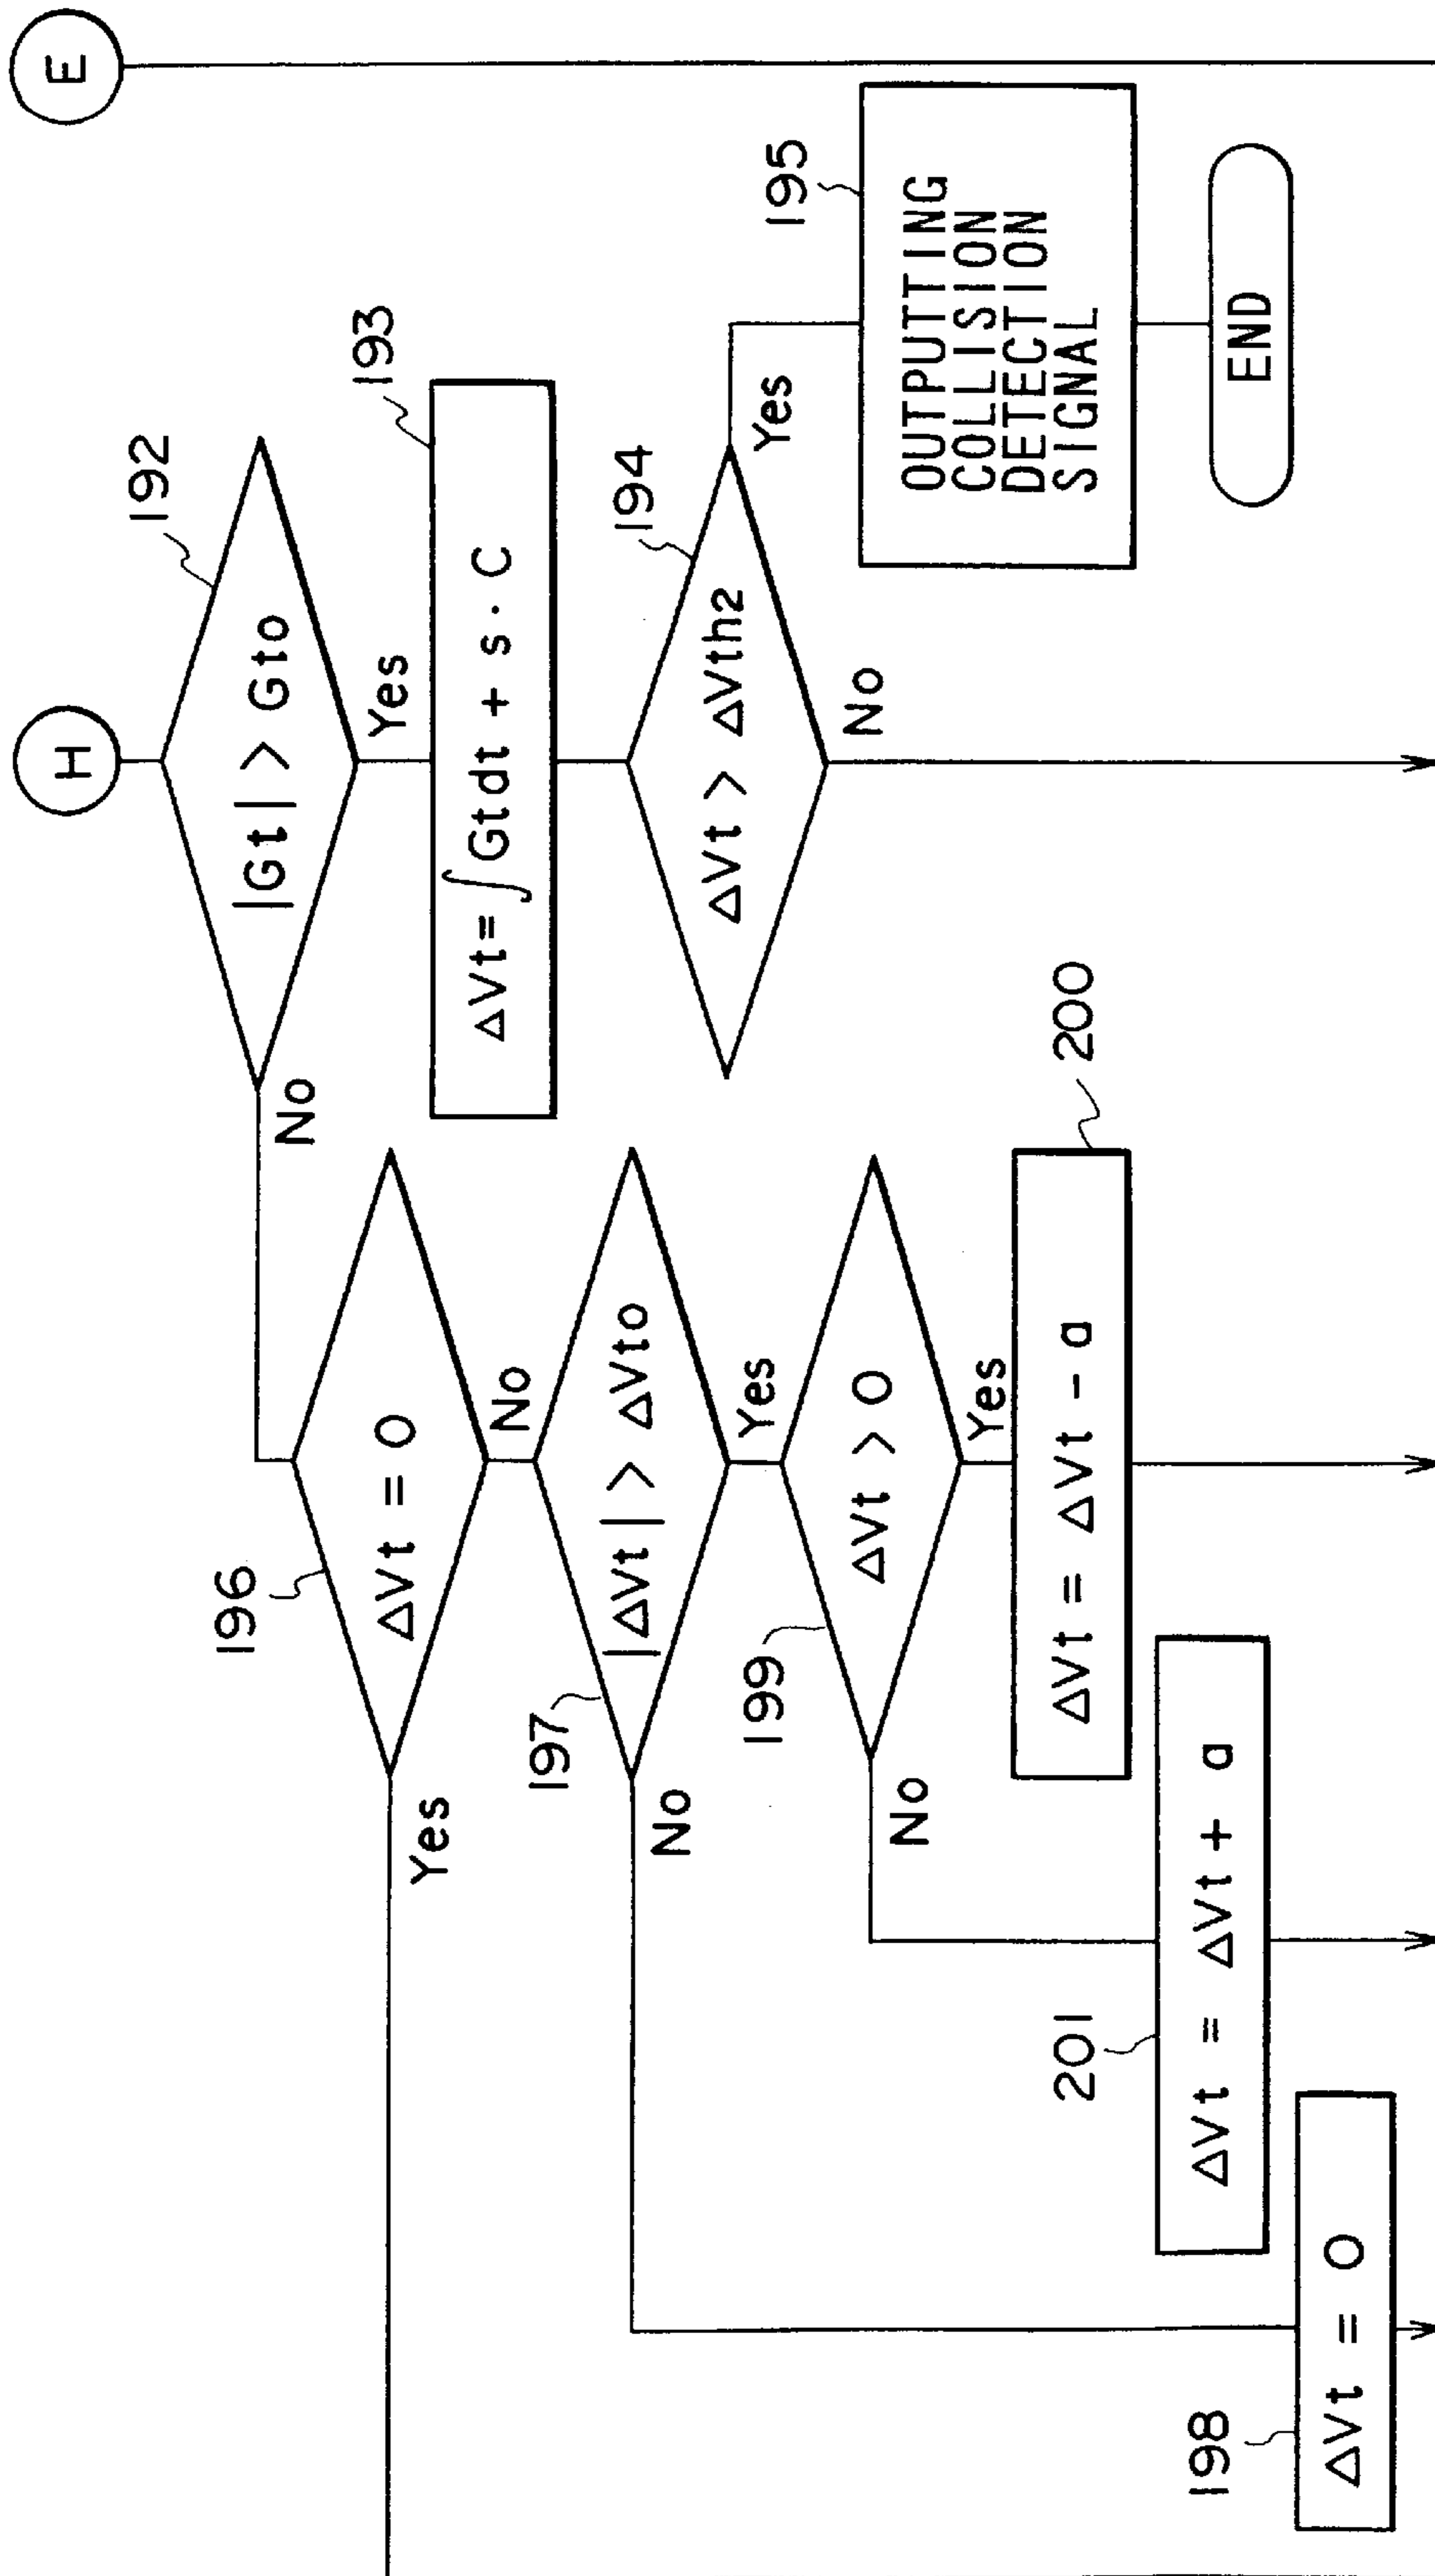 H
E
192
|Gt| > Gto
Yes
No
193
ΔVt = ∫ Gtdt + s · C
194
ΔVt > ΔVth2
Yes
No
195
OUTPUTTING
COLLISION
DETECTION
SIGNAL
END
196
ΔVt = 0
Yes
No
197
|ΔVt| > ΔVto
No
Yes
199
ΔVt > 0
No
Yes
200
ΔVt = ΔVt - a
201
ΔVt = ΔVt + a
198
ΔVt = 0